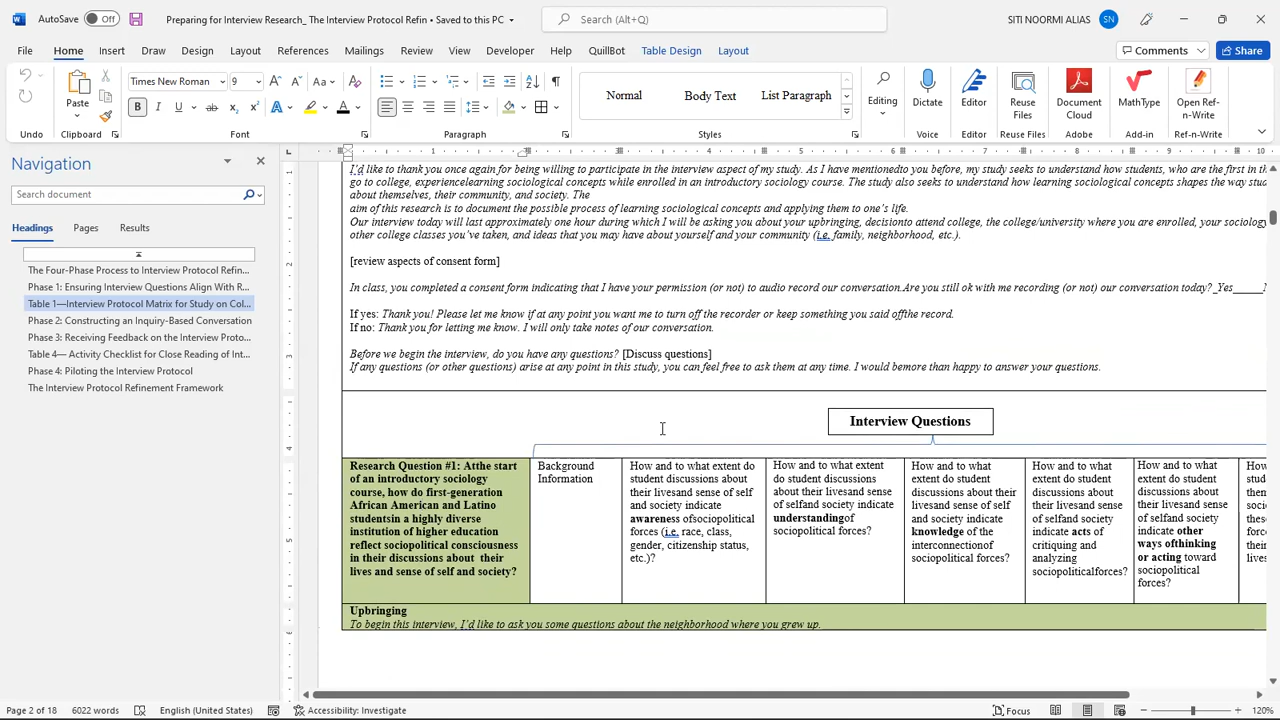 AutoSave Off
Preparing for Interview Research_ The Interview Protocol Refin • Saved to this PC
Search (Alt+Q)
SITI NOORMI ALIAS SN
File Home Insert Draw Design Layout References Mailings Review View Developer Help QuillBot Table Design Layout
Comments Share
Times New Roman 9
Paste
Normal Body Text List Paragraph
Editing
Dictate
Editor
Reuse Files
Document Cloud
MathType
Open Ref-n-Write
Undo Clipboard Font Paragraph Styles Voice Editor Reuse Files Adobe Add-in Ref-n-Write
Navigation
Search document
Headings Pages Results
The Four-Phase Process to Interview Protocol Refin...
Phase 1: Ensuring Interview Questions Align With R...
Table 1—Interview Protocol Matrix for Study on Col...
Phase 2: Constructing an Inquiry-Based Conversation
Phase 3: Receiving Feedback on the Interview Proto...
Table 4— Activity Checklist for Close Reading of Int...
Phase 4: Piloting the Interview Protocol
The Interview Protocol Refinement Framework
I'd like to thank you once again for being willing to participate in the interview aspect of my study. As I have mentionedto you before, my study seeks to understand how students, who are the first in th
go to college, experiencelearning sociological concepts while enrolled in an introductory sociology course. The study also seeks to understand how learning sociological concepts shapes the way stud
about themselves, their community, and society. The
aim of this research is to document the possible process of learning sociological concepts and applying them to one's life.
Our interview today will last approximately one hour during which I will be asking you about your upbringing, decisionto attend college, the college/university where you are enrolled, your sociology
other college classes you've taken, and ideas that you may have about yourself and your community (i.e. family, neighborhood, etc.).
[review aspects of consent form]
In class, you completed a consent form indicating that I have your permission (or not) to audio record our conversation.Are you still ok with me recording (or not) our conversation today? _Yes_____N
If yes: Thank you! Please let me know if at any point you want me to turn off the recorder or keep something you said offthe record.
If no: Thank you for letting me know. I will only take notes of our conversation.
Before we begin the interview, do you have any questions? [Discuss questions]
If any questions (or other questions) arise at any point in this study, you can feel free to ask them at any time. I would bemore than happy to answer your questions.
Interview Questions
Research Question #1: Atthe start
of an introductory sociology
course, how do first-generation
African American and Latino
studentsin a highly diverse
institution of higher education
reflect sociopolitical consciousness
in their discussions about their
lives and sense of self and society?
Background
Information
How and to what extent do
student discussions about
their livesand sense of self
and society indicate
awareness ofsociopolitical
forces (i.e. race, class,
gender, citizenship status,
etc.)?
How and to what extent
do student discussions
about their livesand sense
of selfand society indicate
understandingof
sociopolitical forces?
How and to what
extent do student
discussions about
their livesand sense
of self and society
indicate
knowledge of the
interconnectionof
sociopolitical forces?
How and to what
extent do student
discussions about
their livesand sense
of selfand society
indicate acts of
critiquing and
analyzing
sociopoliticalforces?
How and to what
extent do student
discussions about
their livesand sense
of selfand society
indicate other
ways ofthinking
or acting toward
sociopolitical
forces?
Upbringing
To begin this interview, I'd like to ask you some questions about the neighborhood where you grew up.
Page 2 of 18 6022 words English (United States) Accessibility: Investigate Focus 120%